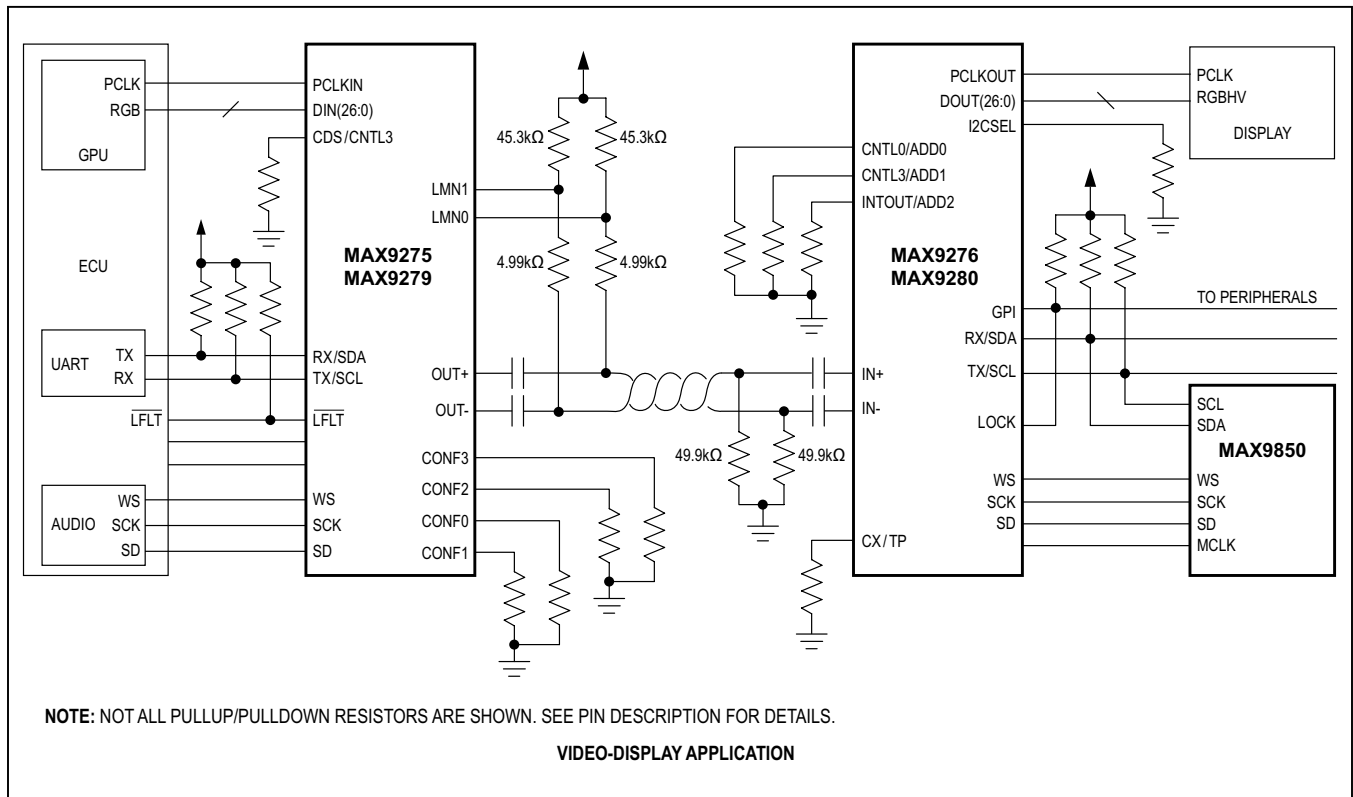 PCLK
RGB
GPU
ECU
UART
TX
RX
LFLT
AUDIO
WS
SCK
SD
PCLKIN
DIN(26:0)
CDS/CNTL3
LMN1
LMN0
MAX9275
MAX9279
RX/SDA
TX/SCL
LFLT
OUT+
OUT-
CONF3
CONF2
CONF0
CONF1
WS
SCK
SD
45.3kΩ
45.3kΩ
4.99kΩ
4.99kΩ
49.9kΩ
49.9kΩ
PCLKOUT
DOUT(26:0)
I2CSEL
CNTL0/ADD0
CNTL3/ADD1
INTOUT/ADD2
MAX9276
MAX9280
GPI
RX/SDA
TX/SCL
IN+
IN-
LOCK
WS
SCK
SD
CX/TP
PCLK
RGBHV
DISPLAY
TO PERIPHERALS
SCL
SDA
MAX9850
WS
SCK
SD
MCLK
NOTE: NOT ALL PULLUP/PULLDOWN RESISTORS ARE SHOWN. SEE PIN DESCRIPTION FOR DETAILS.
VIDEO-DISPLAY APPLICATION